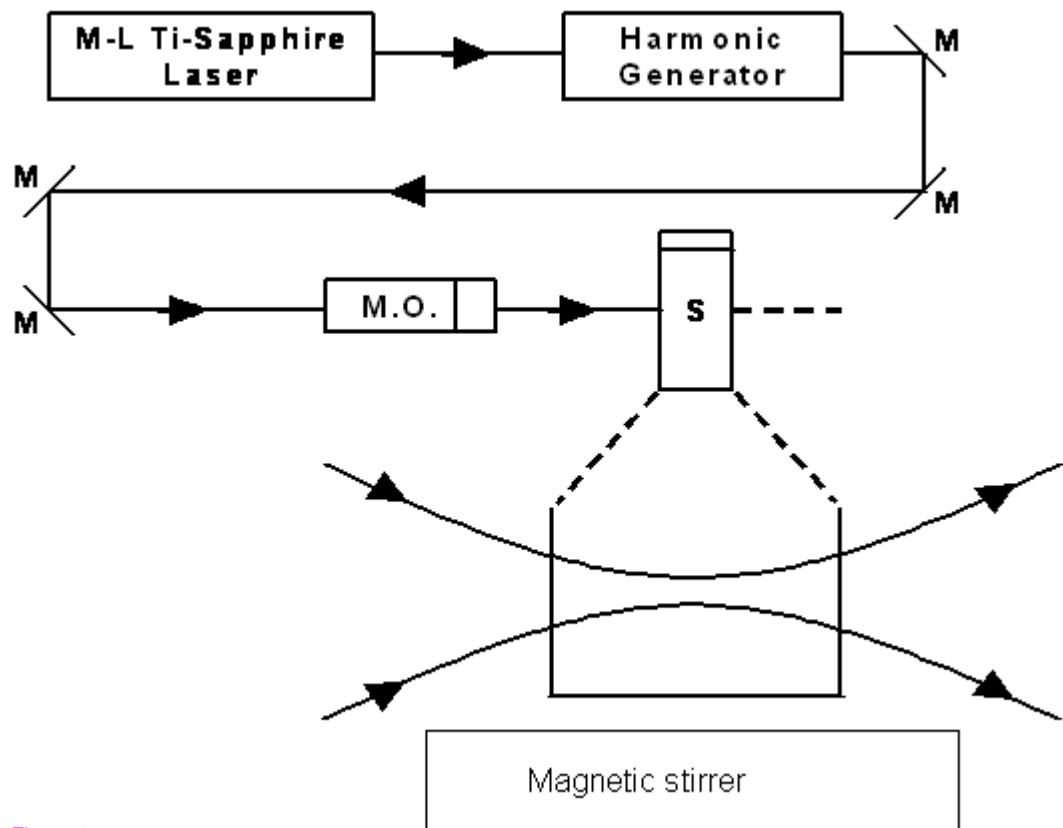 M-L Ti-Sapphire
Laser
Harmonic
Generator
M
M
M
M
M.O.
S
Magnetic stirrer